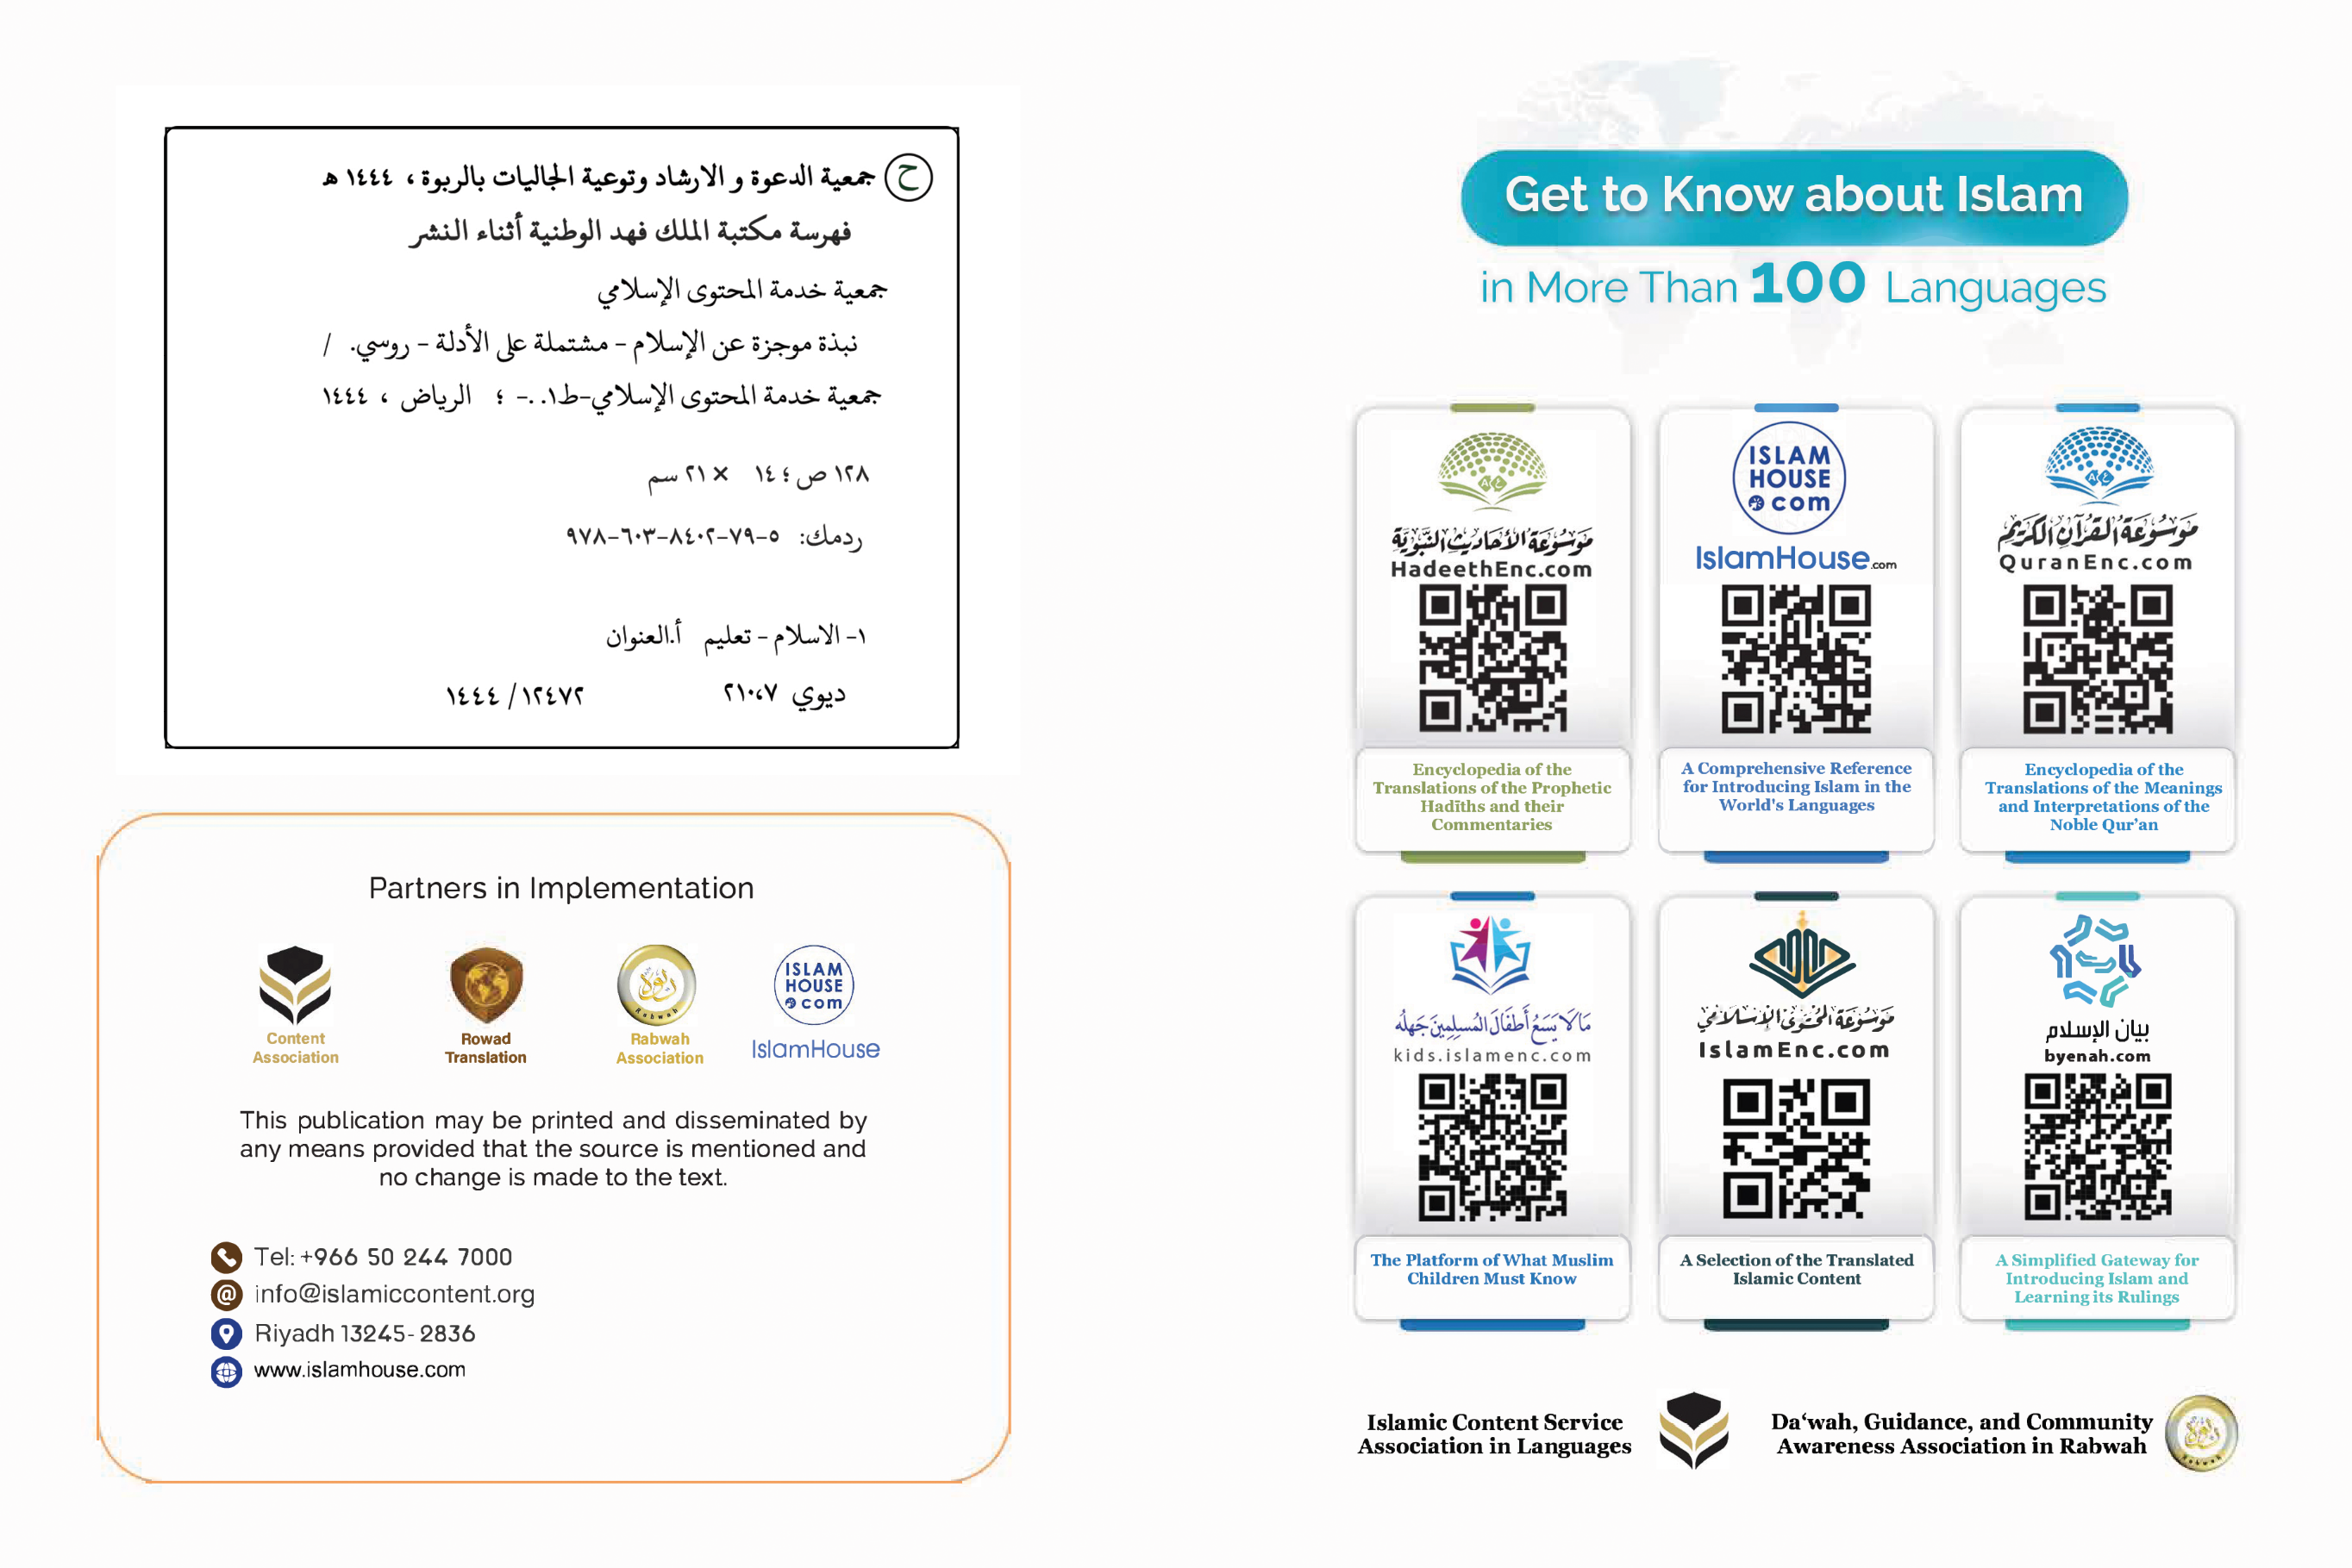 ح جمعية الدعوة و الارشاد وتوعية الجاليات بالربوة ، ١٤٤٤ هـ
فهرسة مكتبة الملك فهد الوطنية أثناء النشر
جمعية خدمة المحتوى الإسلامي
نبذة موجزة عن الإسلام – مشتملة على الأدلة – روسي. /
جمعية خدمة المحتوى الإسلامي-ط١. .- ؛ الرياض ، ١٤٤٤
١٢٨ ص ؛ ١٤ × ٢١ سم
ردمك: ٥-٧٩-٨٤٠٢-٦٠٣-٩٧٨
١- الاسلام – تعليم أ.العنوان
ديوي ٢١٠،٧ ١٢٤٧٢/ ١٤٤٤
Partners in Implementation
Content
Association
Rowad
Translation
Rabwah
Rabwah
Association
ISLAM
HOUSE
com
IslamHouse
This publication may be printed and disseminated by
any means provided that the source is mentioned and
no change is made to the text.
Tel: +966 50 244 7000
info@islamiccontent.org
Riyadh 13245- 2836
www.islamhouse.com
Get to Know about Islam
in More Than 100 Languages
موسوعة الأحاديث النبوية
HadeethEnc.com
Encyclopedia of the
Translations of the Prophetic
Hadīths and their
Commentaries
ISLAM
HOUSE
com
IslamHouse.com
A Comprehensive Reference
for Introducing Islam in the
World's Languages
موسوعة القرآن الكريم
QuranEnc.com
Encyclopedia of the
Translations of the Meanings
and Interpretations of the
Noble Qur’an
مَا لَا يَسَعُ أَطْفَالَ المُسلِمِينَ جَهلُه
kids.islamenc.com
The Platform of What Muslim
Children Must Know
موسوعة المحتوى الإسلامي
IslamEnc.com
A Selection of the Translated
Islamic Content
بيان الإسلام
byenah.com
A Simplified Gateway for
Introducing Islam and
Learning its Rulings
Islamic Content Service
Association in Languages
Da‘wah, Guidance, and Community
Awareness Association in Rabwah
Rabwah